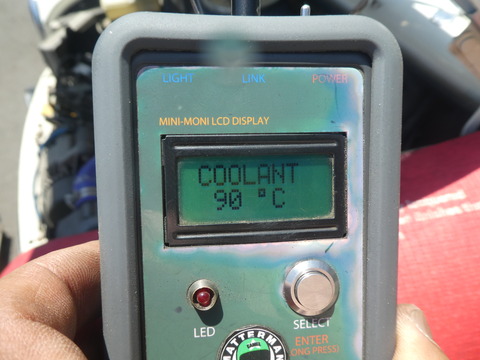 LIGHT LINK POWER
MINI-MONI LCD DISPLAY
COOLANT
90 °C
LED
SELECT
ENTER